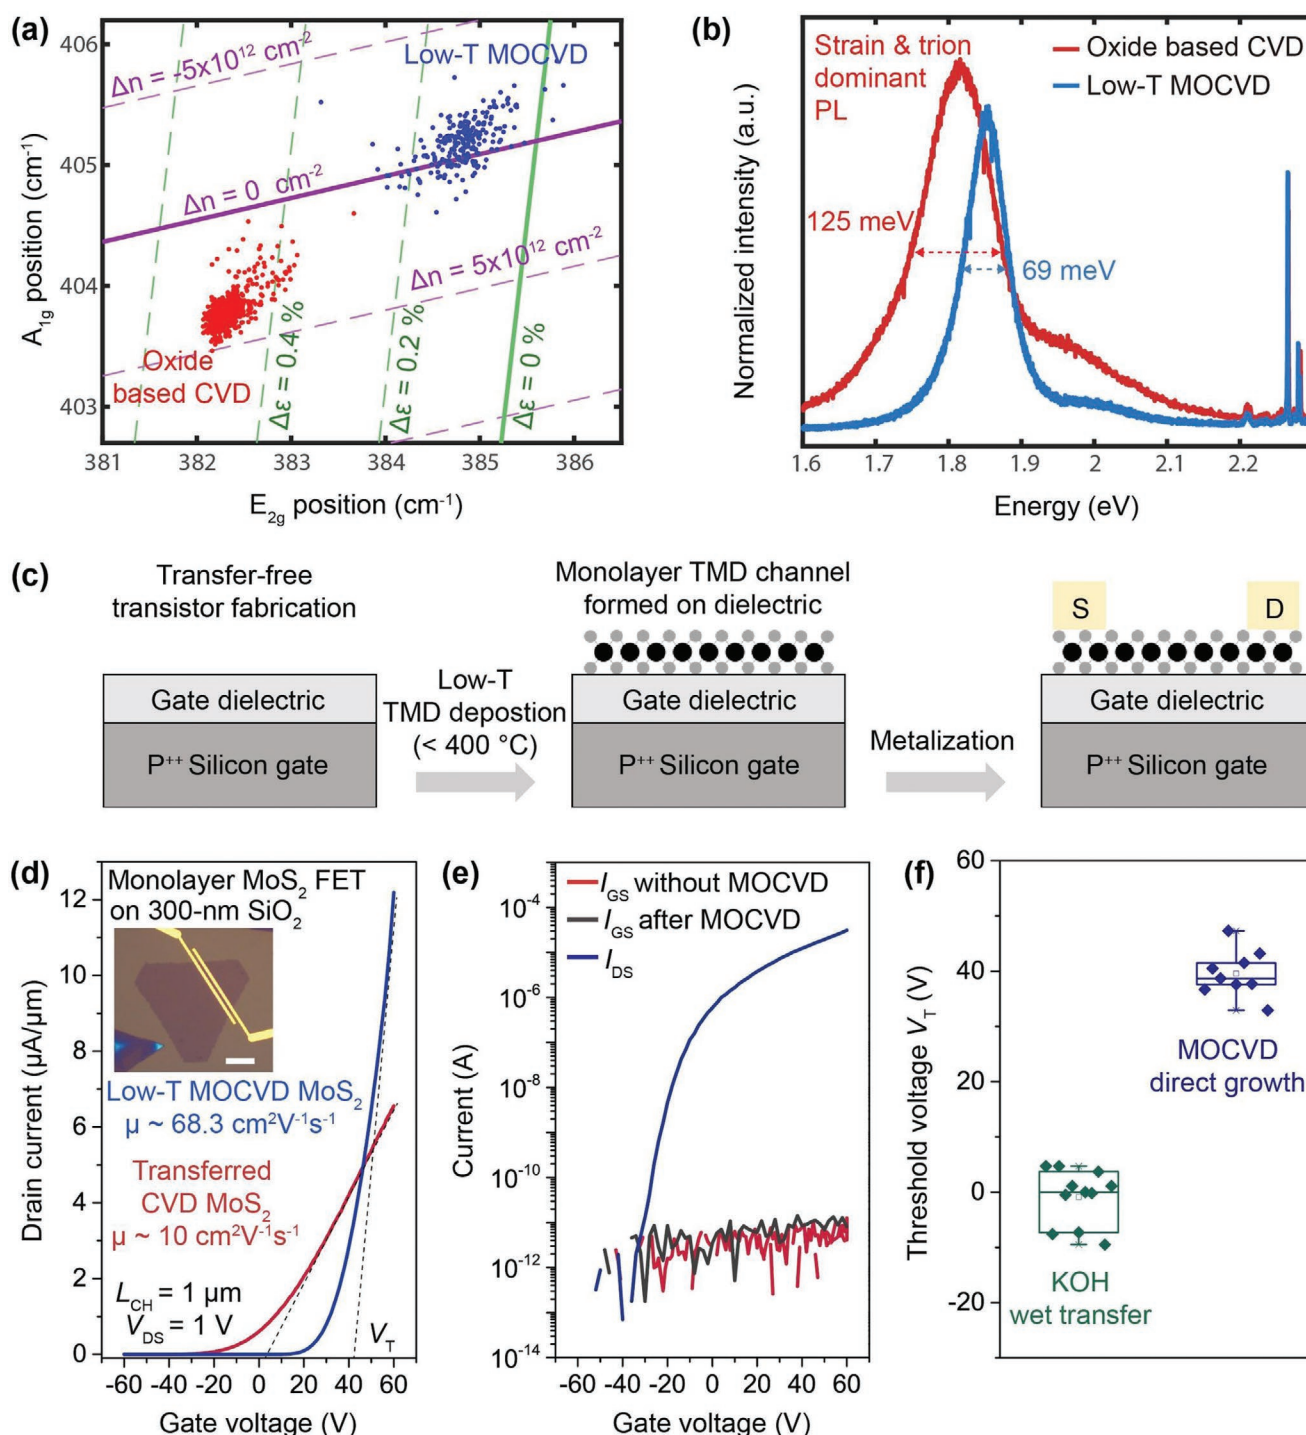 (a)
406
405
404
403
A1g position (cm-1)
Δn = -5x10^12 cm-2
Low-T MOCVD
Δn = 0 cm-2
Δn = 5x10^12 cm-2
Oxide
based CVD
Δε = 0.4 %
Δε = 0.2 %
Δε = 0 %
381 382 383 384 385 386
E2g position (cm-1)
(b)
Normalized intensity (a.u.)
Strain & trion
dominant
PL
Oxide based CVD
Low-T MOCVD
125 meV
69 meV
1.6 1.7 1.8 1.9 2 2.1 2.2
Energy (eV)
(c)
Transfer-free
transistor fabrication
Gate dielectric
P++ Silicon gate
Low-T
TMD depostion
(< 400 °C)
Monolayer TMD channel
formed on dielectric
Gate dielectric
P++ Silicon gate
Metalization
S D
Gate dielectric
P++ Silicon gate
(d)
Drain current (μA/μm)
12
10
8
6
4
2
0
Monolayer MoS2 FET
on 300-nm SiO2
Low-T MOCVD MoS2
μ ~ 68.3 cm2V-1s-1
Transferred
CVD MoS2
μ ~ 10 cm2V-1s-1
LCH = 1 μm
VDS = 1 V
VT
-60 -40 -20 0 20 40 60
Gate voltage (V)
(e)
Current (A)
10-4
10-6
10-8
10-10
10-12
10-14
IGS without MOCVD
IGS after MOCVD
IDS
-60 -40 -20 0 20 40 60
Gate voltage (V)
(f)
Threshold voltage VT (V)
60
40
20
0
-20
MOCVD
direct growth
KOH
wet transfer